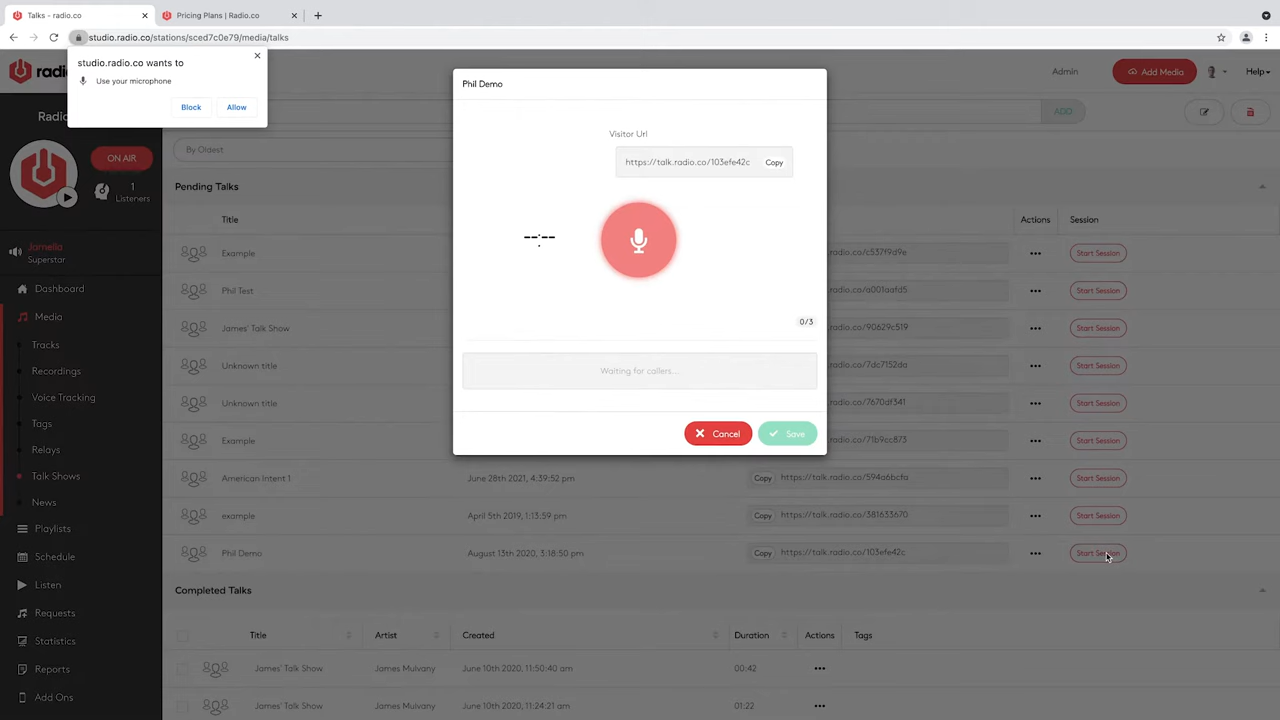 Talks - radio.co
Pricing Plans | Radio.co
studio.radio.co/stations/sced7c0e79/media/talks
studio.radio.co wants to
Use your microphone
Block Allow
Admin
Add Media
Help
ADD
By Oldest
ON AIR
1
Listeners
Jamelia
Superstar
Dashboard
Media
Tracks
Recordings
Voice Tracking
Tags
Relays
Talk Shows
News
Playlists
Schedule
Listen
Requests
Statistics
Reports
Add Ons
Phil Demo
Visitor Url
https://talk.radio.co/103efe42c Copy
--:--
0/3
Waiting for callers...
Cancel Save
Pending Talks
Title Actions Session
Example .radio.co/c537f9d9e Start Session
Phil Test .radio.co/a001aafd5 Start Session
James' Talk Show .radio.co/90629c519 Start Session
Unknown title .radio.co/7dc7152da Start Session
Unknown title .radio.co/7670df341 Start Session
Example .radio.co/71b9cc873 Start Session
American Intent 1 June 28th 2021, 4:39:52 pm Copy https://talk.radio.co/594a6bcfa Start Session
example April 5th 2019, 1:13:59 pm Copy https://talk.radio.co/381633670 Start Session
Phil Demo August 13th 2020, 3:18:50 pm Copy https://talk.radio.co/103efe42c Start Session
Completed Talks
Title Artist Created Duration Actions Tags
James' Talk Show James Mulvany June 10th 2020, 11:50:40 am 00:42
James' Talk Show James Mulvany June 10th 2020, 11:24:21 am 01:22